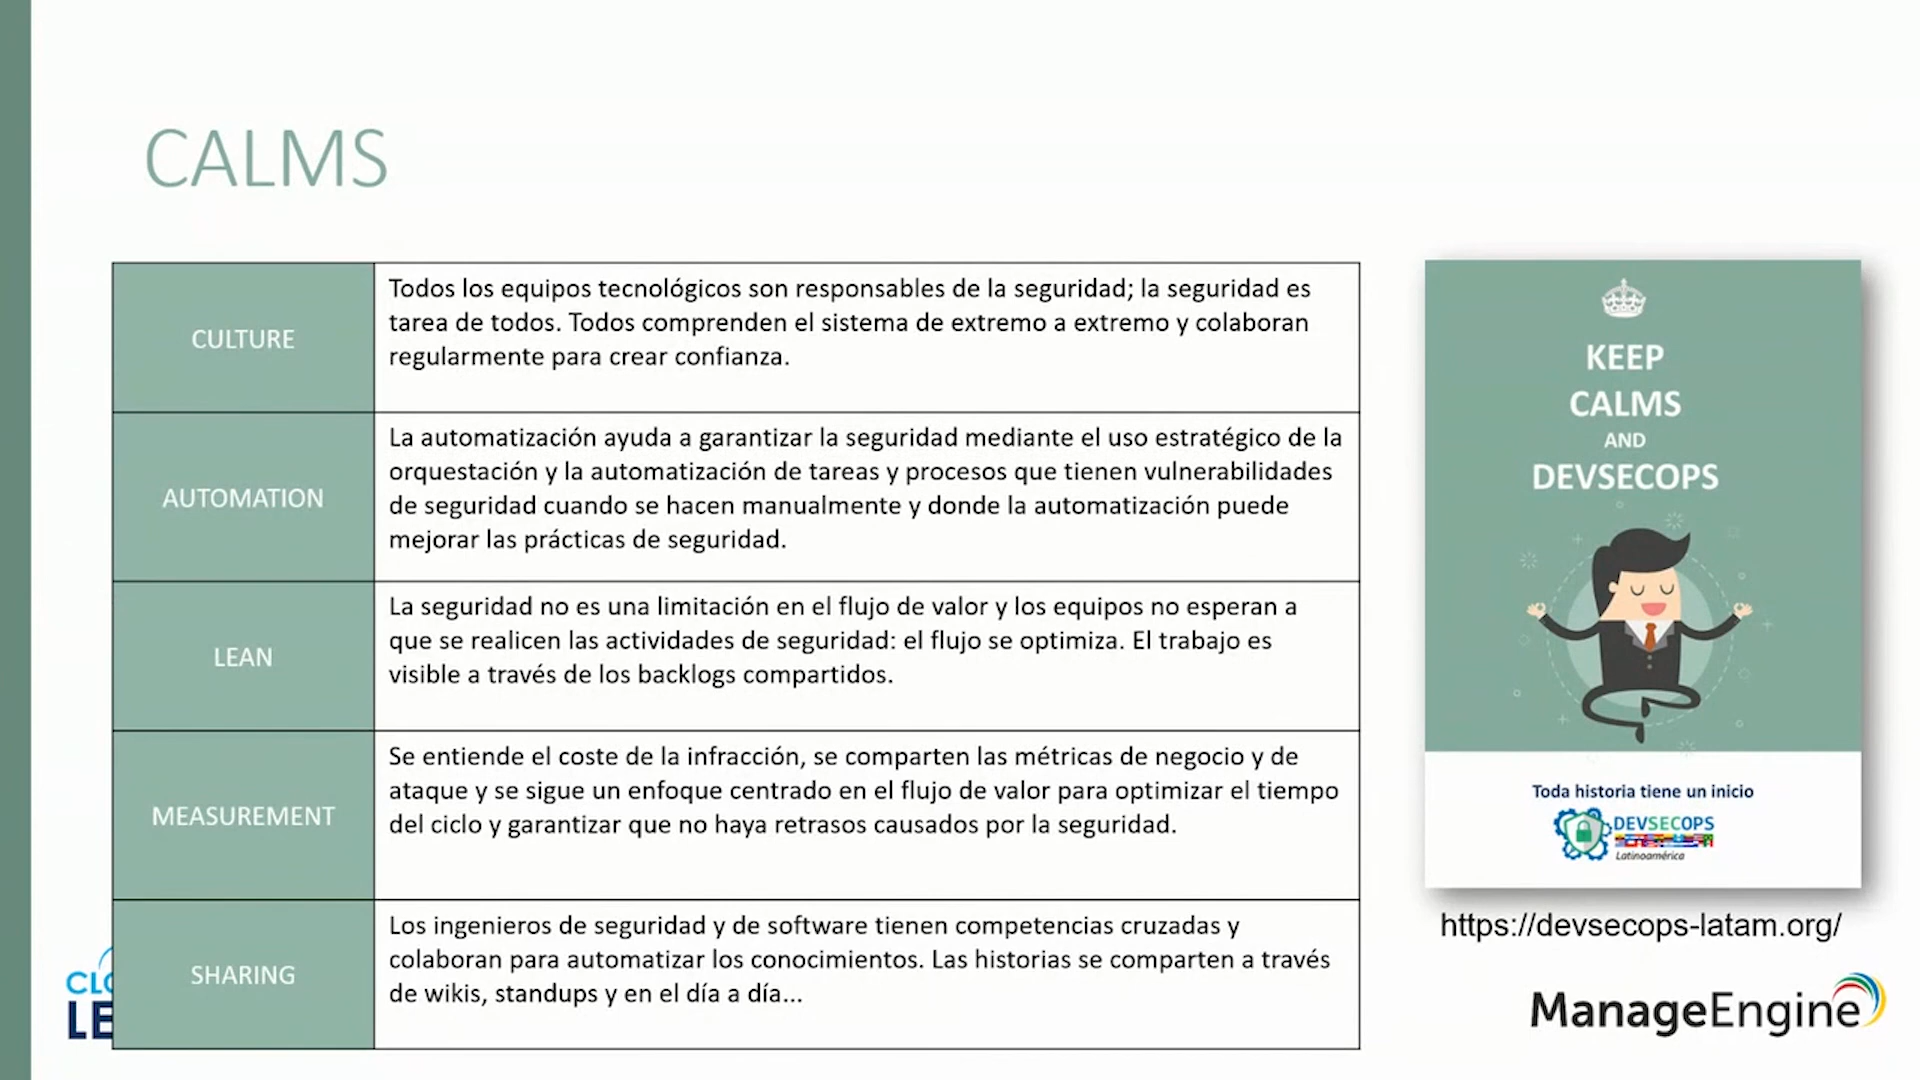 CALMS
CULTURE
Todos los equipos tecnológicos son responsables de la seguridad; la seguridad es
tarea de todos. Todos comprenden el sistema de extremo a extremo y colaboran
regularmente para crear confianza.
AUTOMATION
La automatización ayuda a garantizar la seguridad mediante el uso estratégico de la
orquestación y la automatización de tareas y procesos que tienen vulnerabilidades
de seguridad cuando se hacen manualmente y donde la automatización puede
mejorar las prácticas de seguridad.
LEAN
La seguridad no es una limitación en el flujo de valor y los equipos no esperan a
que se realicen las actividades de seguridad: el flujo se optimiza. El trabajo es
visible a través de los backlogs compartidos.
MEASUREMENT
Se entiende el coste de la infracción, se comparten las métricas de negocio y de
ataque y se sigue un enfoque centrado en el flujo de valor para optimizar el tiempo
del ciclo y garantizar que no haya retrasos causados por la seguridad.
SHARING
Los ingenieros de seguridad y de software tienen competencias cruzadas y
colaboran para automatizar los conocimientos. Las historias se comparten a través
de wikis, standups y en el día a día...
KEEP
CALMS
AND
DEVSECOPS
Toda historia tiene un inicio
DEVSECOPS
Latinoamérica
https://devsecops-latam.org/
ManageEngine